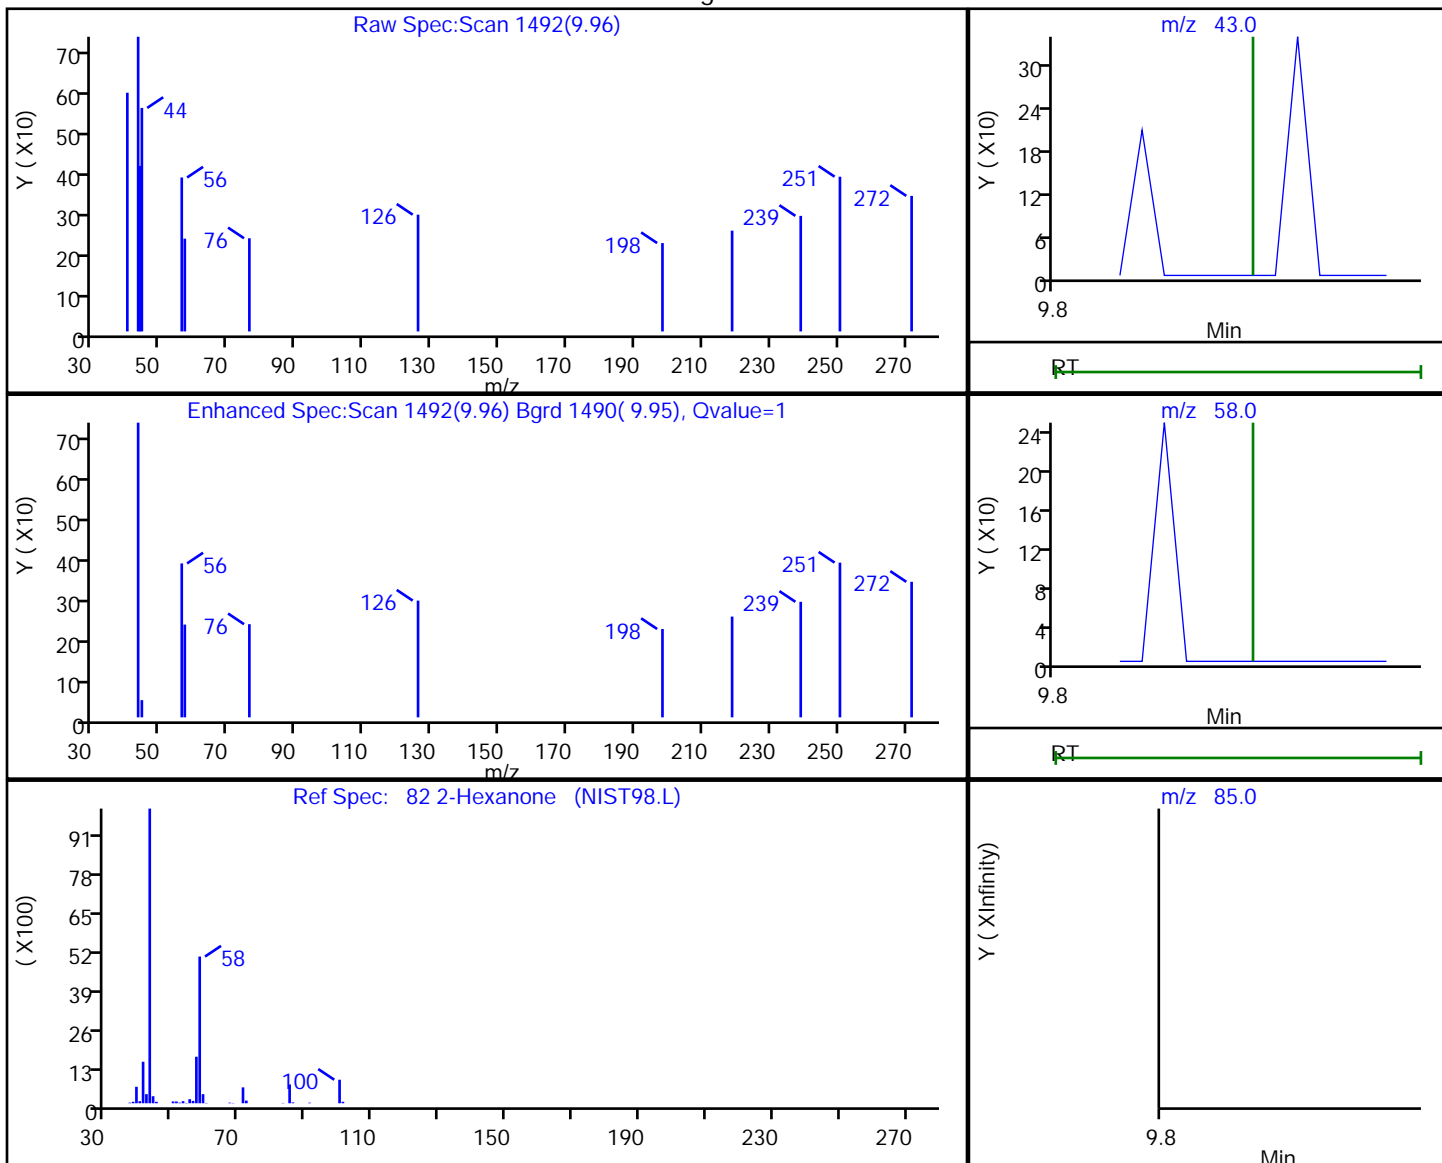 Raw Spec:Scan 1492(9.96)
Y ( X10)
70
60
50
40
30
20
10
0
44
56
76
126
198
239
251
272
30 50 70 90 110 130 150 170 190 210 230 250 270
m/z
m/z 43.0
Y ( X10)
30
24
18
12
6
0
9.8
Min
RT
Enhanced Spec:Scan 1492(9.96) Bgrd 1490( 9.95), Qvalue=1
Y ( X10)
70
60
50
40
30
20
10
0
56
76
126
198
239
251
272
30 50 70 90 110 130 150 170 190 210 230 250 270
m/z
m/z 58.0
Y ( X10)
24
20
16
12
8
4
0
9.8
Min
RT
Ref Spec: 82 2-Hexanone (NIST98.L)
( X100)
91
78
65
52
39
26
13
0
58
100
30 70 110 150 190 230 270
m/z 85.0
Y ( XInfinity)
9.8
Min